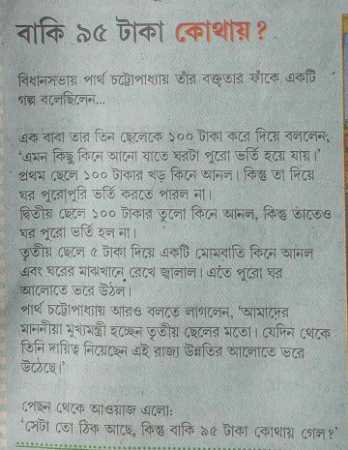 বাকি ৯৫ টাকা কোথায়?
বিধানসভায় পার্থ চট্টোপাধ্যায় তাঁর বক্তৃতার ফাঁকে একটি
গল্প বলেছিলেন...
এক বাবা তার তিন ছেলেকে ১০০ টাকা করে দিয়ে বললেন,
'এমন কিছু কিনে আনো যাতে ঘরটা পুরো ভর্তি হয়ে যায়।'
প্রথম ছেলে ১০০ টাকার খড় কিনে আনল। কিন্তু তা দিয়ে
ঘর পুরোপুরি ভর্তি করতে পারল না।
দ্বিতীয় ছেলে ১০০ টাকার তুলো কিনে আনল, কিন্তু তাতেও
ঘর পুরো ভর্তি হল না।
তৃতীয় ছেলে ৫ টাকা দিয়ে একটি মোমবাতি কিনে আনল
এবং ঘরের মাঝখানে রেখে জ্বালাল। এতে পুরো ঘর
আলোতে ভরে উঠল।
পার্থ চট্টোপাধ্যায় আরও বলতে লাগলেন, 'আমাদের
মাননীয়া মুখ্যমন্ত্রী হচ্ছেন তৃতীয় ছেলের মতো। যেদিন থেকে
তিনি দায়িত্ব নিয়েছেন এই রাজ্য উন্নতির আলোতে ভরে
উঠেছে।'
পেছন থেকে আওয়াজ এলো:
'সেটা তো ঠিক আছে, কিন্তু বাকি ৯৫ টাকা কোথায় গেল?'